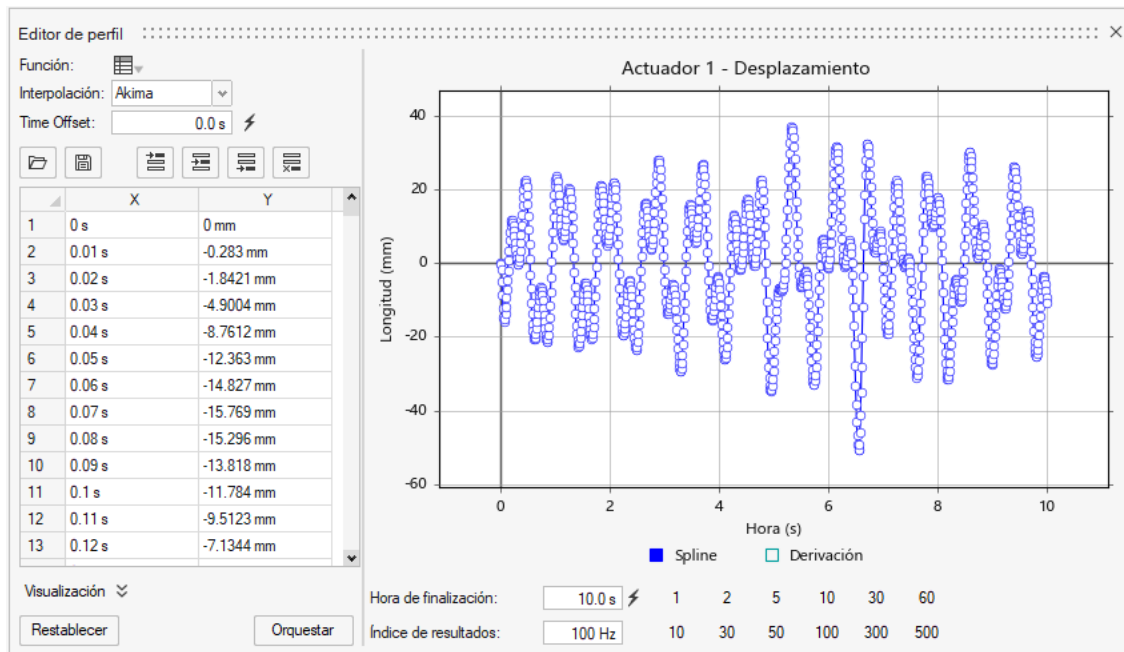 Editor de perfil
Función:
Interpolación: Akima
Time Offset: 0.0 s
X Y
1 0 s 0 mm
2 0.01 s -0.283 mm
3 0.02 s -1.8421 mm
4 0.03 s -4.9004 mm
5 0.04 s -8.7612 mm
6 0.05 s -12.363 mm
7 0.06 s -14.827 mm
8 0.07 s -15.769 mm
9 0.08 s -15.296 mm
10 0.09 s -13.818 mm
11 0.1 s -11.784 mm
12 0.11 s -9.5123 mm
13 0.12 s -7.1344 mm
Visualización
Restablecer Orquestar
Actuador 1 - Desplazamiento
Longitud (mm)
40
20
0
-20
-40
-60
0 2 4 6 8 10
Hora (s)
Spline Derivación
Hora de finalización: 10.0 s 1 2 5 10 30 60
Índice de resultados: 100 Hz 10 30 50 100 300 500